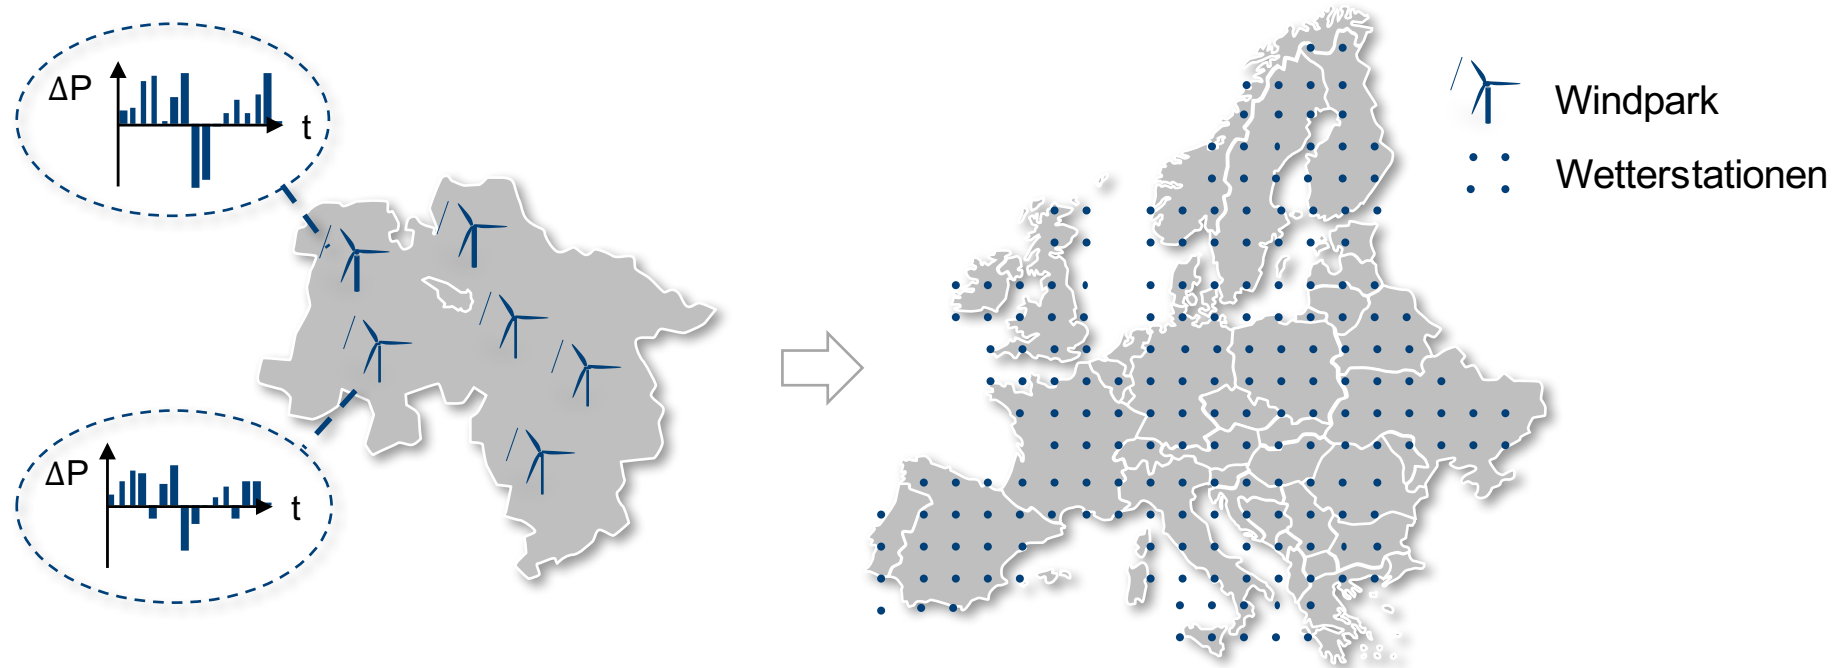 ΔP
t
ΔP
t
Windpark
Wetterstationen